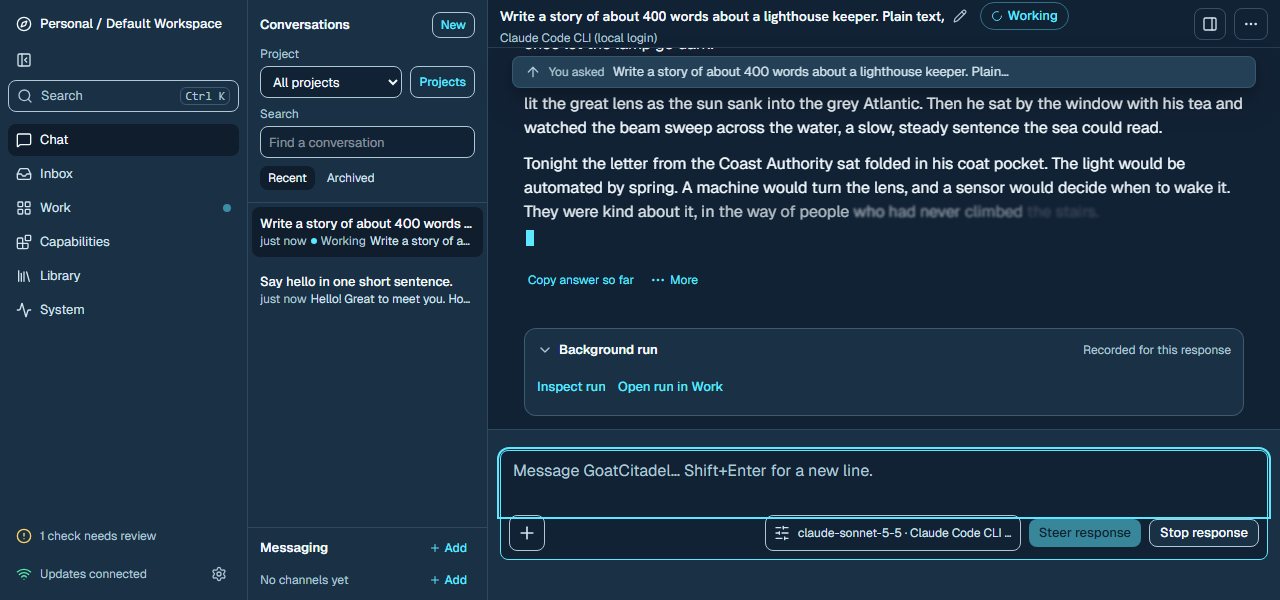 Personal / Default Workspace
Search
Ctrl K
Chat
Inbox
Work
Capabilities
Library
System
1 check needs review
Updates connected
Conversations
New
Project
All projects
Projects
Search
Find a conversation
Recent
Archived
Write a story of about 400 words ...
just now Working Write a story of a...
Say hello in one short sentence.
just now Hello! Great to meet you. Ho...
Messaging
+ Add
No channels yet
+ Add
Write a story of about 400 words about a lighthouse keeper. Plain text,
Working
Claude Code CLI (local login)
You asked Write a story of about 400 words about a lighthouse keeper. Plain...
lit the great lens as the sun sank into the grey Atlantic. Then he sat by the window with his tea and
watched the beam sweep across the water, a slow, steady sentence the sea could read.
Tonight the letter from the Coast Authority sat folded in his coat pocket. The light would be
automated by spring. A machine would turn the lens, and a sensor would decide when to wake it.
They were kind about it, in the way of people who had never climbed the stairs.
Copy answer so far
··· More
Background run
Recorded for this response
Inspect run
Open run in Work
Message GoatCitadel... Shift+Enter for a new line.
claude-sonnet-5-5 · Claude Code CLI ...
Steer response
Stop response